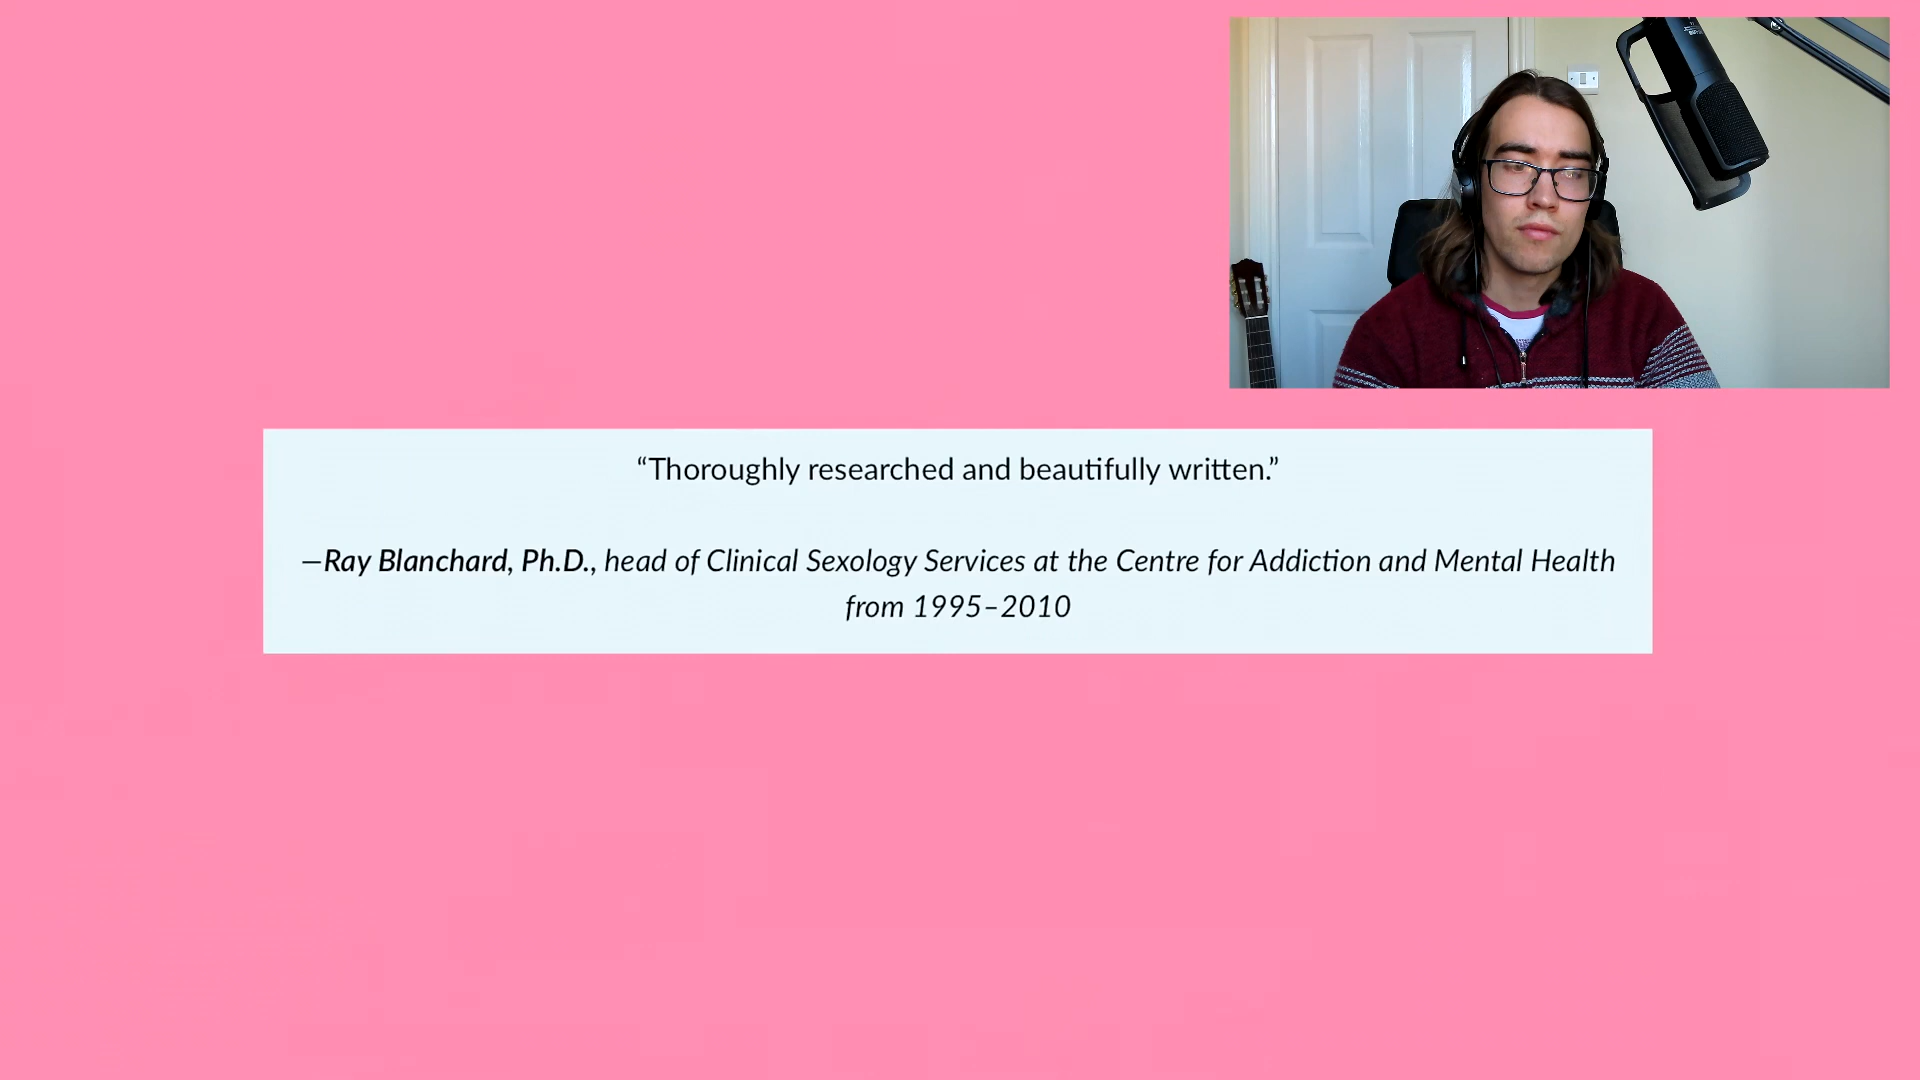 “Thoroughly researched and beautifully written.”
—Ray Blanchard, Ph.D., head of Clinical Sexology Services at the Centre for Addiction and Mental Health
from 1995–2010